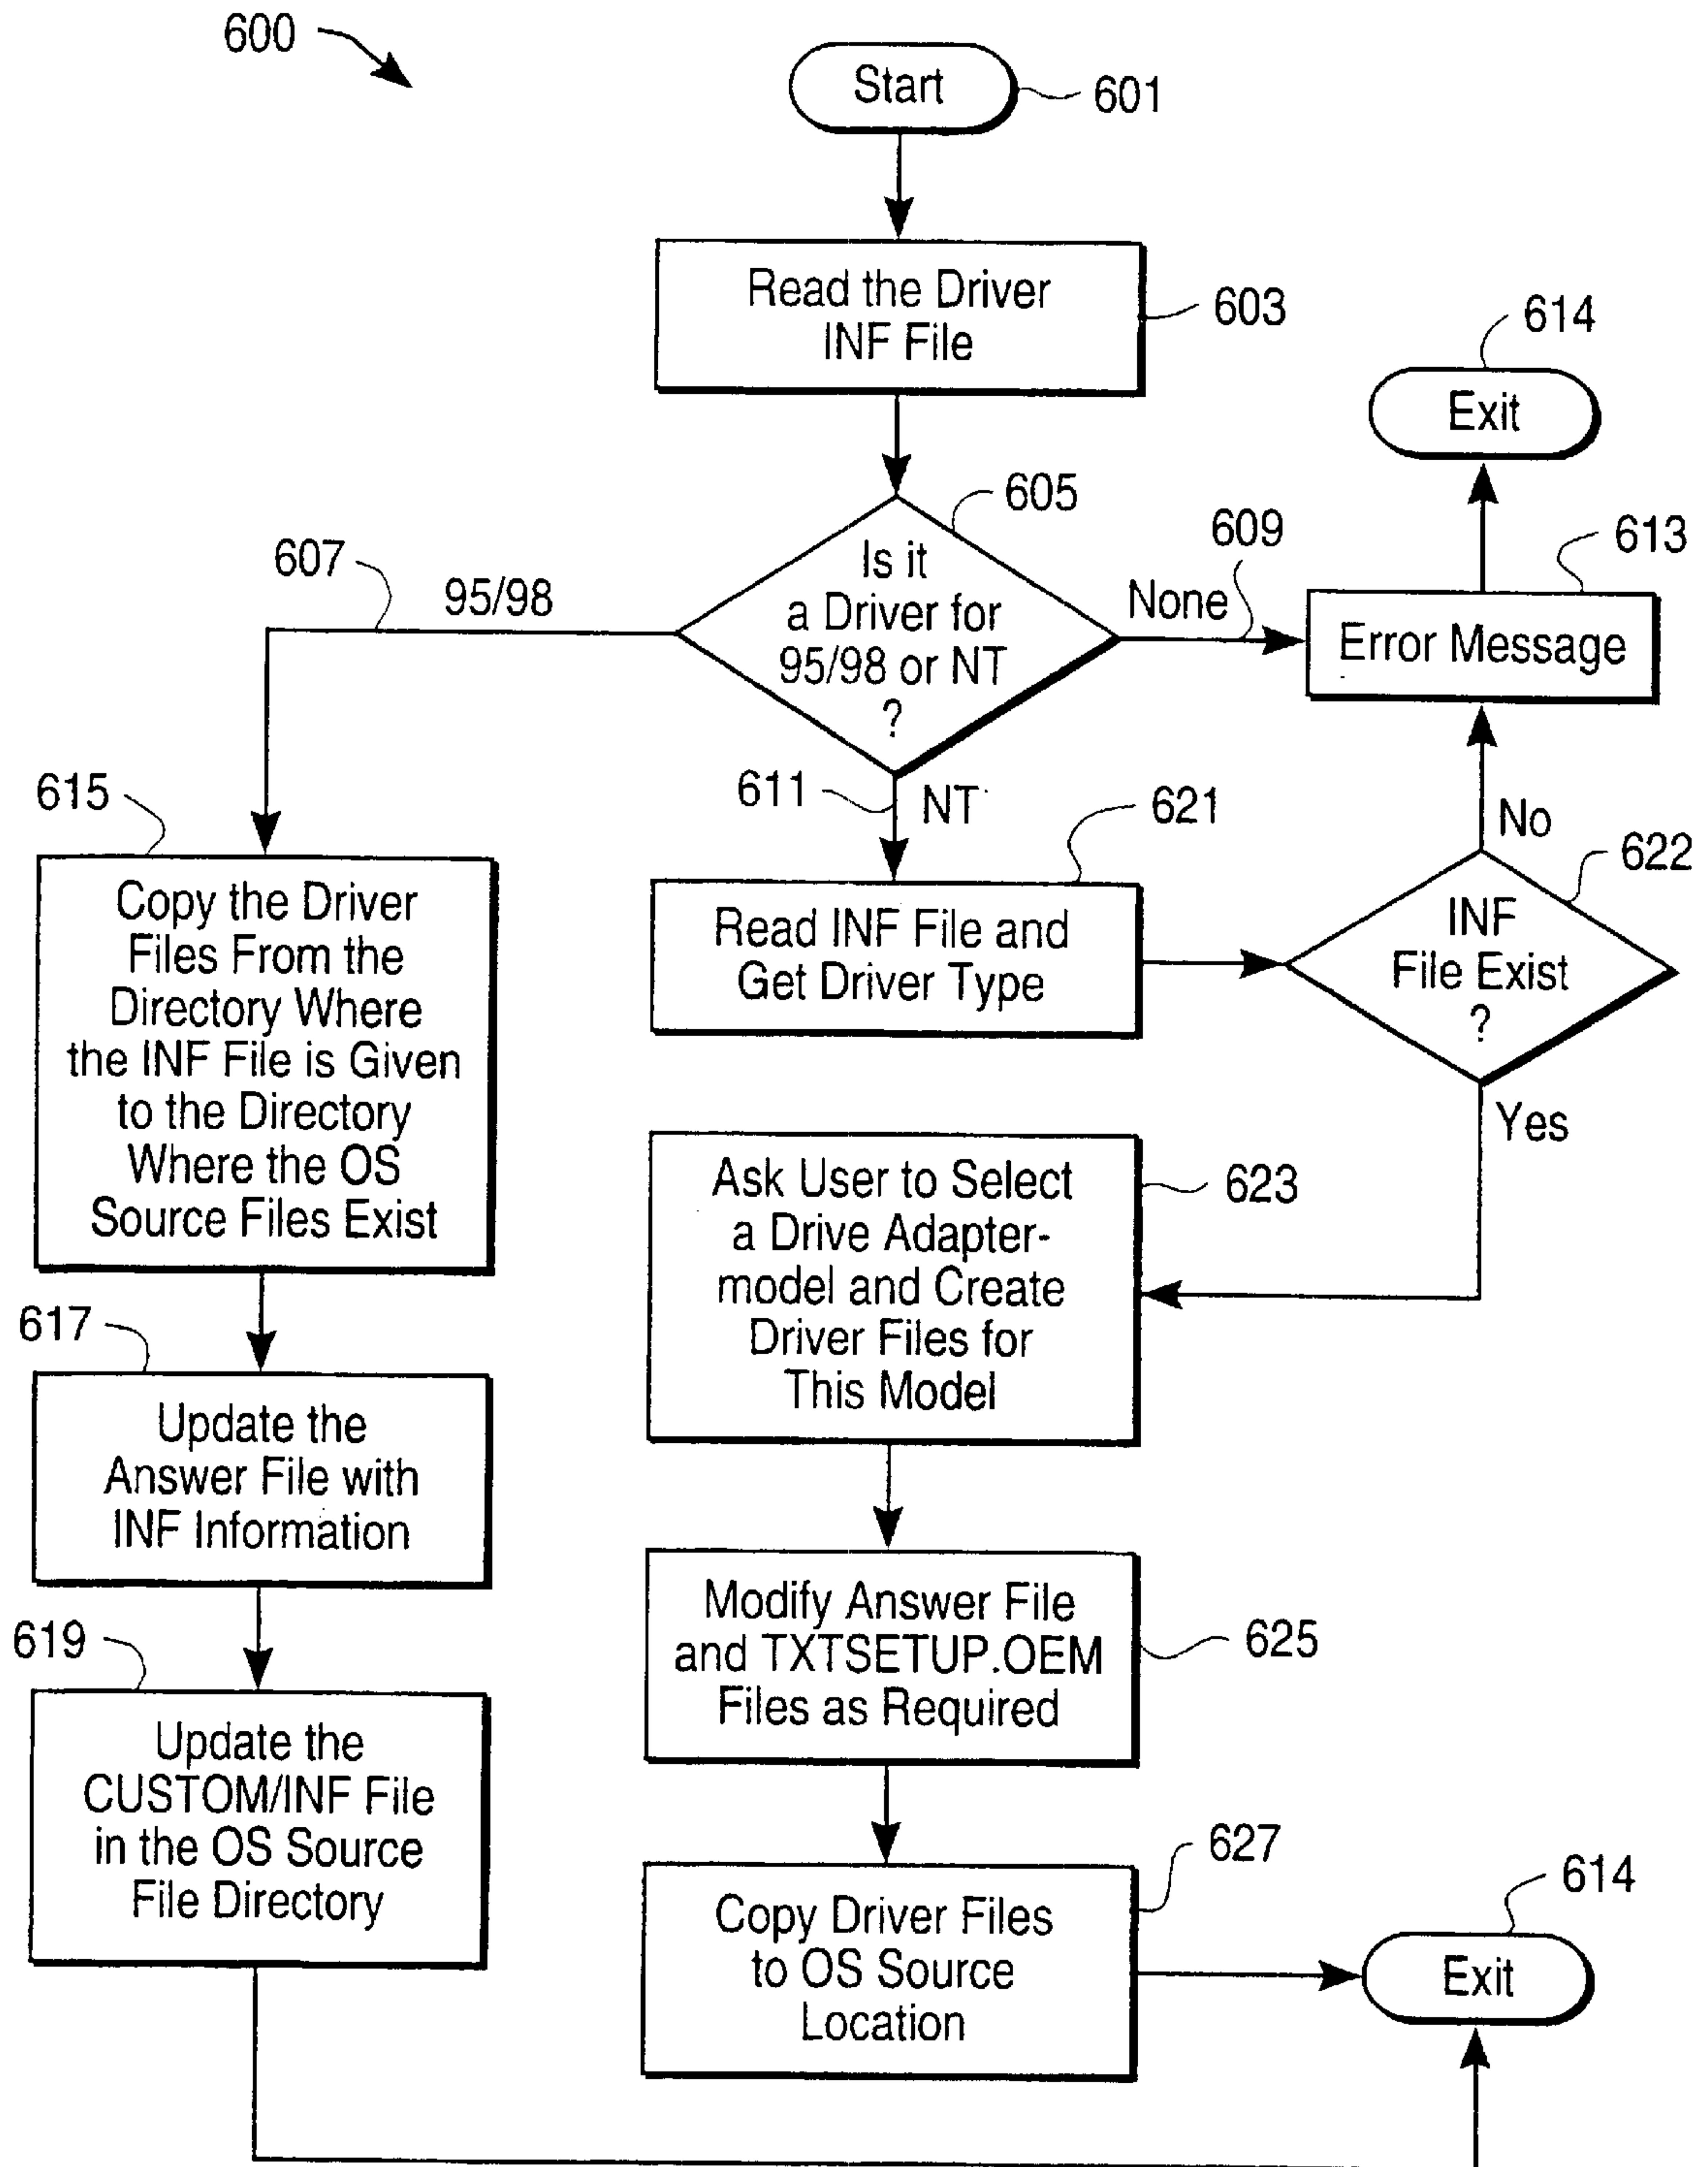 600
Start
601
Read the Driver
INF File
603
614
Exit
605
Is it
a Driver for
95/98 or NT
?
607
95/98
609
None
613
Error Message
611
NT
615
Copy the Driver
Files From the
Directory Where
the INF File is Given
to the Directory
Where the OS
Source Files Exist
621
Read INF File and
Get Driver Type
No
622
INF
File Exist
?
Yes
617
Update the
Answer File with
INF Information
Ask User to Select
a Drive Adapter-
model and Create
Driver Files for
This Model
623
619
Update the
CUSTOM/INF File
in the OS Source
File Directory
Modify Answer File
and TXTSETUP.OEM
Files as Required
625
627
Copy Driver Files
to OS Source
Location
614
Exit